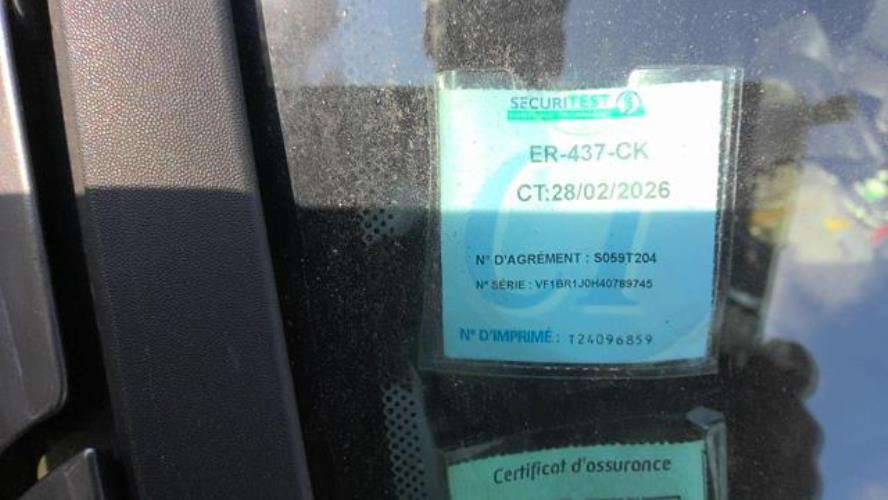 SECURITEST
ER-437-CK
CT:28/02/2026
N° D'AGRÉMENT : S059T204
N° SÉRIE : VF1BR1J0H40789745
N° D'IMPRIMÉ : T24096859
Certificat d'assurance